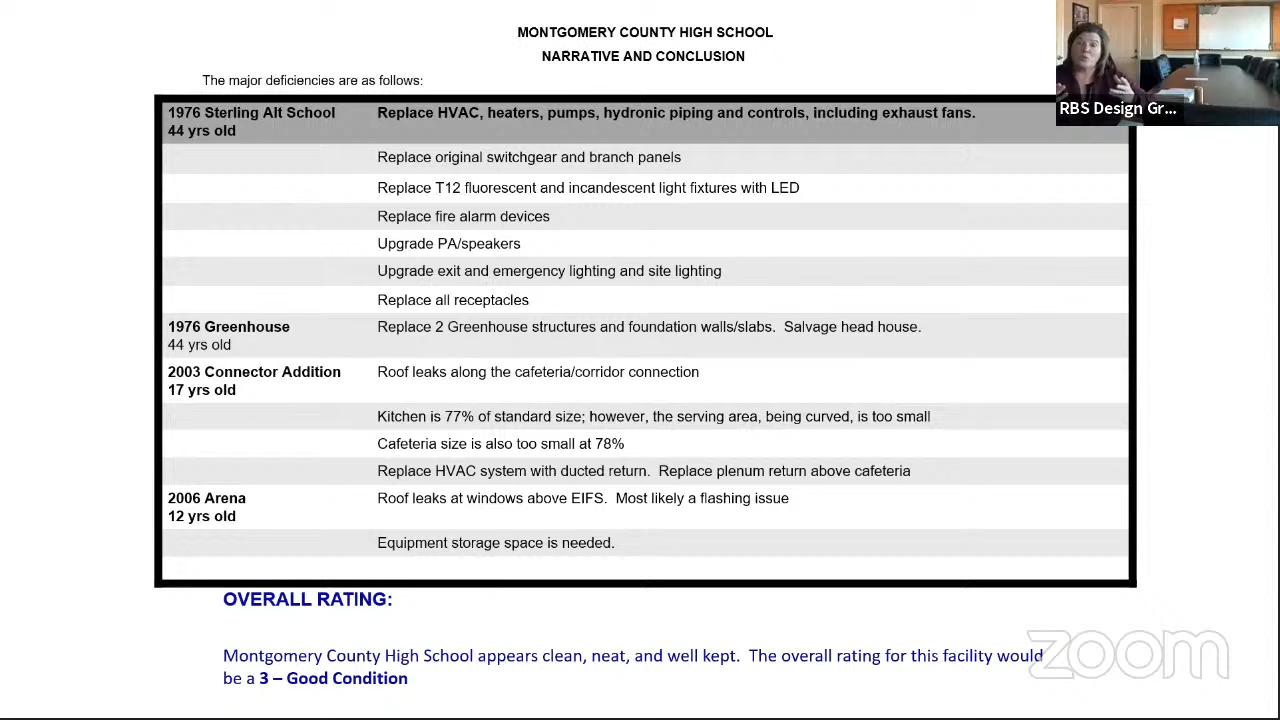 MONTGOMERY COUNTY HIGH SCHOOL
NARRATIVE AND CONCLUSION
The major deficiencies are as follows:
1976 Sterling Alt School
44 yrs old
Replace HVAC, heaters, pumps, hydronic piping and controls, including exhaust fans.
Replace original switchgear and branch panels
Replace T12 fluorescent and incandescent light fixtures with LED
Replace fire alarm devices
Upgrade PA/speakers
Upgrade exit and emergency lighting and site lighting
Replace all receptacles
1976 Greenhouse
44 yrs old
Replace 2 Greenhouse structures and foundation walls/slabs.  Salvage head house.
2003 Connector Addition
17 yrs old
Roof leaks along the cafeteria/corridor connection
Kitchen is 77% of standard size; however, the serving area, being curved, is too small
Cafeteria size is also too small at 78%
Replace HVAC system with ducted return.  Replace plenum return above cafeteria
2006 Arena
12 yrs old
Roof leaks at windows above EIFS.  Most likely a flashing issue
Equipment storage space is needed.
OVERALL RATING:
Montgomery County High School appears clean, neat, and well kept.  The overall rating for this facility would
be a 3 – Good Condition
RBS Design Gr...
zoom